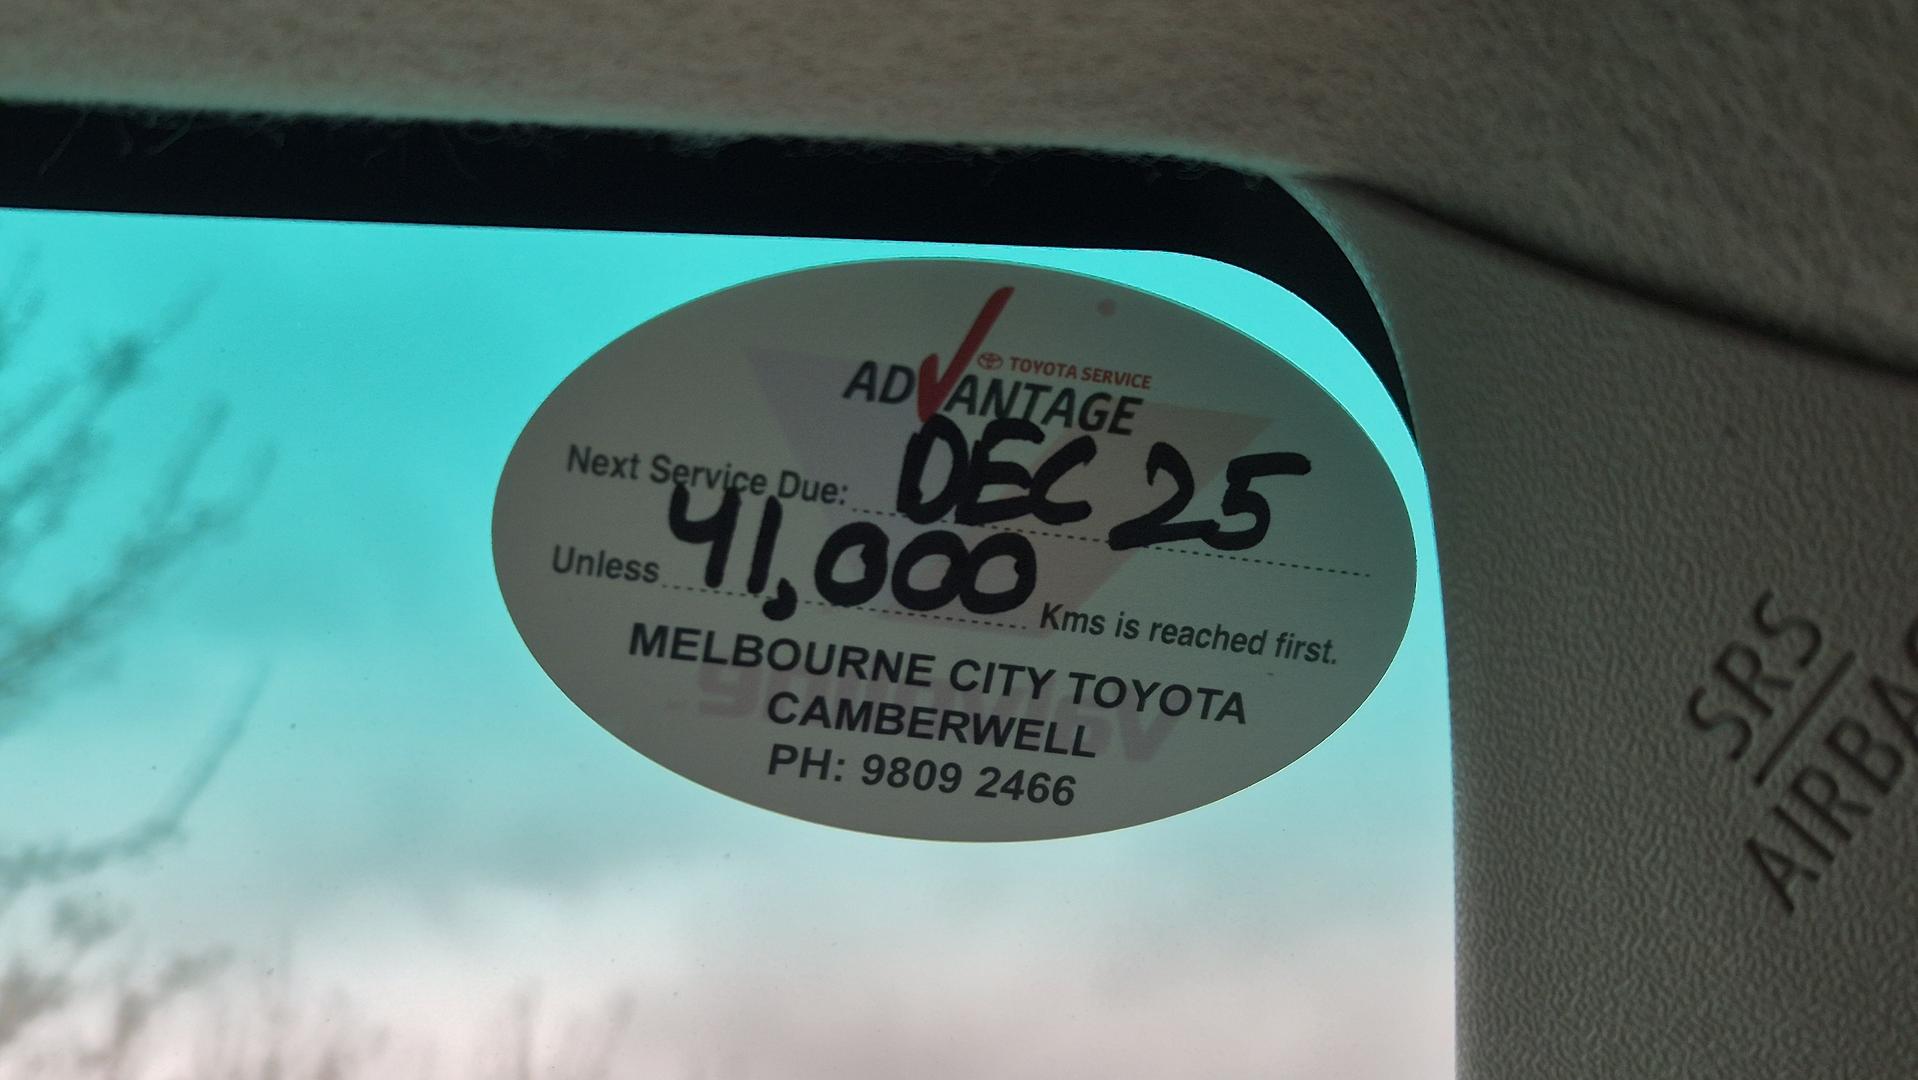 TOYOTA SERVICE
ADVANTAGE
Next Service Due: DEC 25
Unless 41,000 Kms is reached first.
MELBOURNE CITY TOYOTA
CAMBERWELL
PH: 9809 2466
SRS